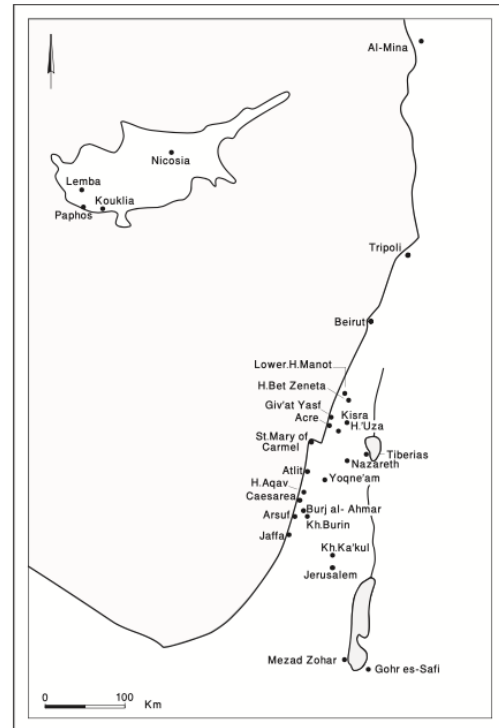 Al-Mina
Nicosia
Lemba
Kouklia
Paphos
Tripoli
Beirut
Lower.H.Manot
H.Bet Zeneta
Giv'at Yasf
Kisra
Acre
H.'Uza
St.Mary of
Carmel
Tiberias
Nazareth
Atlit
Yoqne'am
H.Aqav
Caesarea
Burj al- Ahmar
Arsuf
Kh.Burin
Jaffa
Kh.Ka'kul
Jerusalem
Mezad Zohar
Gohr es-Safi
0 100
Km